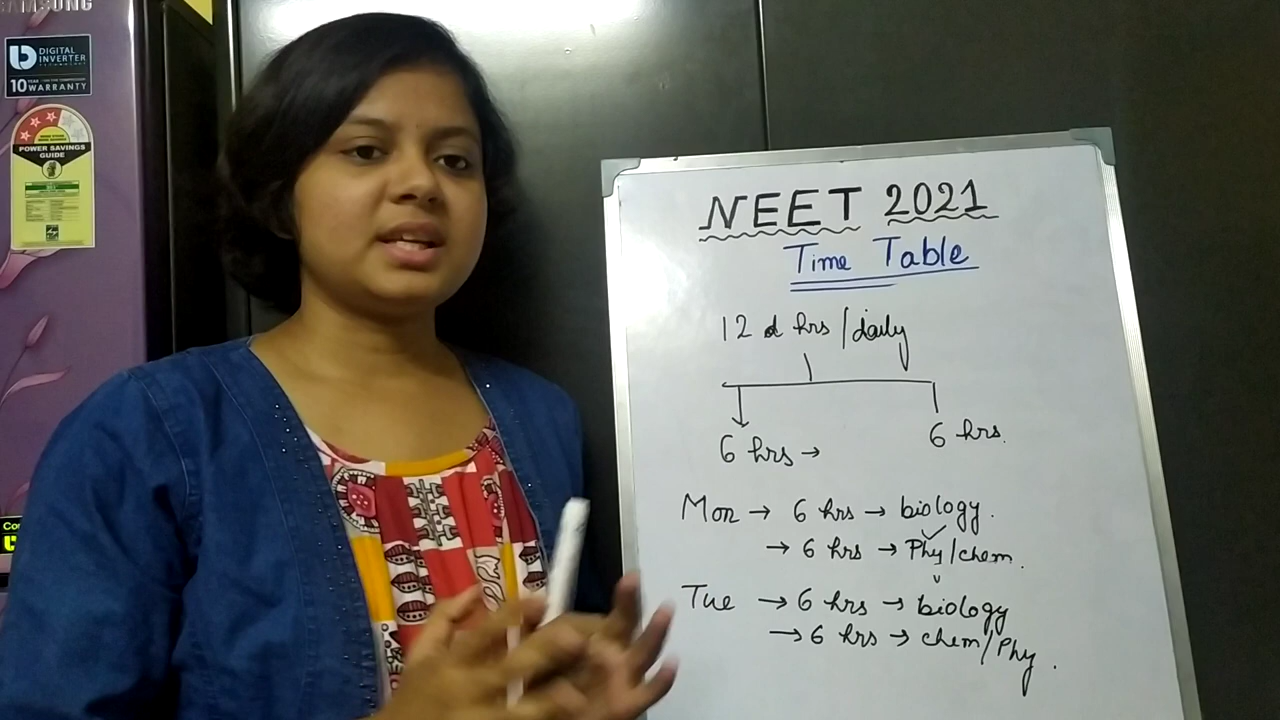 SAMSUNG
DIGITAL
INVERTER
10 YEAR
WARRANTY
POWER SAVINGS
GUIDE
NEET 2021
Time Table
12 d hrs/daily
6 hrs →
6 hrs.
Mon → 6 hrs → biology.
→ 6 hrs → Phy/chem.
Tue → 6 hrs → biology
→ 6 hrs → chem/Phy.